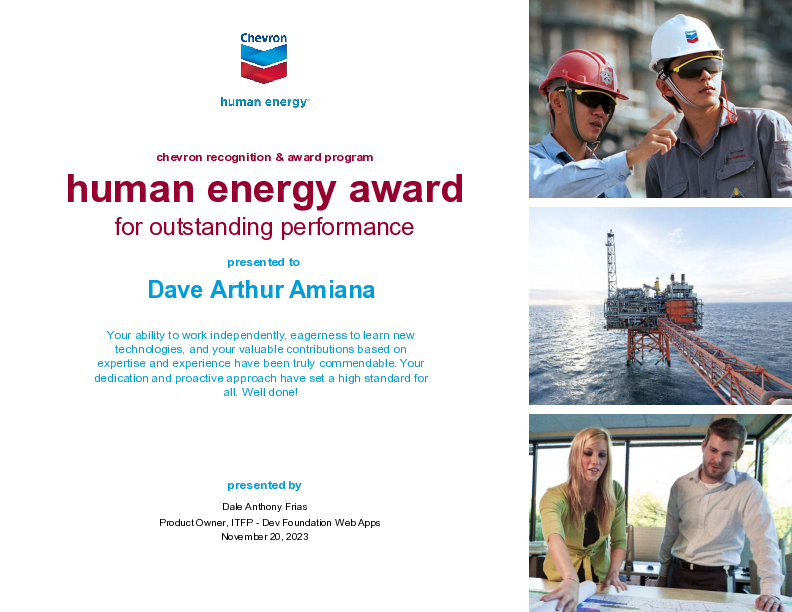 Chevron
human energy™
chevron recognition & award program
human energy award
for outstanding performance
presented to
Dave Arthur Amiana
Your ability to work independently, eagerness to learn new
technologies, and your valuable contributions based on
expertise and experience have been truly commendable. Your
dedication and proactive approach have set a high standard for
all. Well done!
presented by
Dale Anthony Frias
Product Owner, ITFP - Dev Foundation Web Apps
November 20, 2023